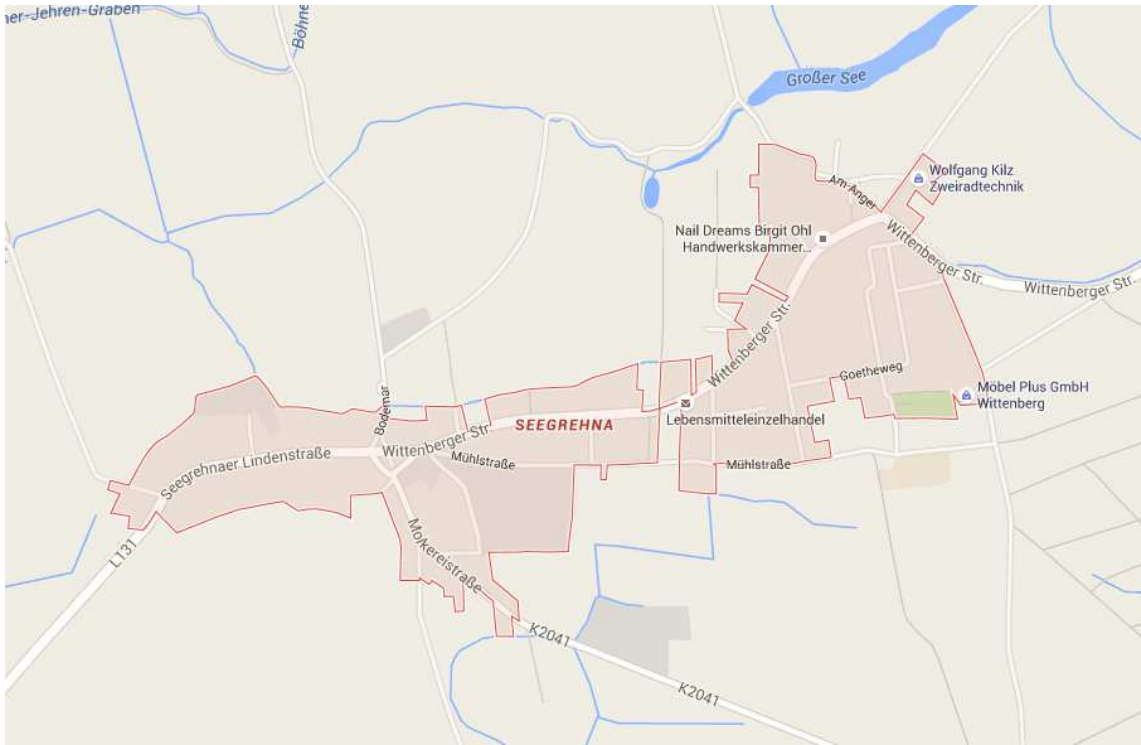 ner-Jehren-Graben
Böhne
Großer See
Wolfgang Kilz
Zweiradtechnik
Am Anger
Nail Dreams Birgit Ohl
Handwerkskammer...
Wittenberger Str.
Wittenberger Str.
Wittenberger Str.
Goetheweg
Möbel Plus GmbH
Wittenberg
Bodemar
Lebensmitteleinzelhandel
SEEGREHNA
Wittenberger Str.
Seegrehnaer Lindenstraße
Mühlstraße
Mühlstraße
L131
Molkereistraße
K2041
K2041